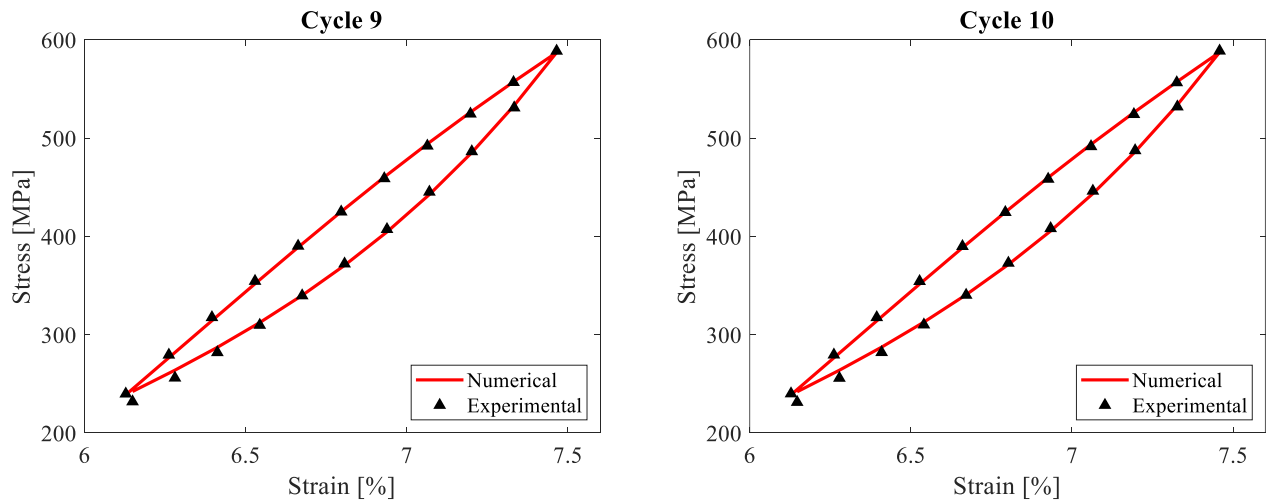 Cycle 9
600
500
400
300
200
Stress [MPa]
6
6.5
7
7.5
Strain [%]
Numerical
Experimental
Cycle 10
600
500
400
300
200
Stress [MPa]
6
6.5
7
7.5
Strain [%]
Numerical
Experimental